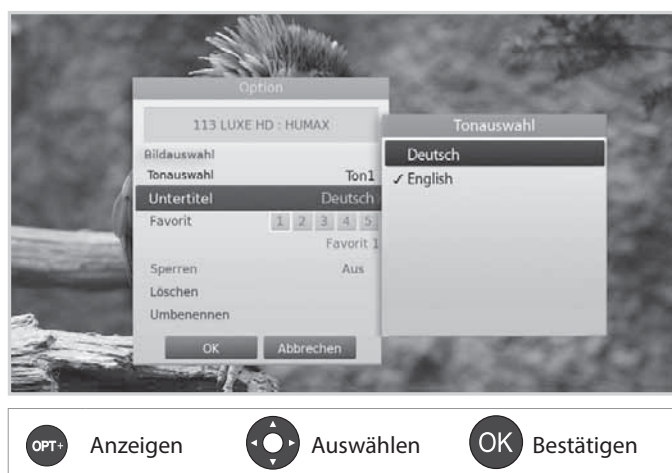 Option
113 LUXE HD : HUMAX
Bildauswahl
Tonauswahl Ton1
Untertitel Deutsch
Favorit 1 2 3 4 5
Favorit 1
Sperren Aus
Löschen
Umbenennen
OK Abbrechen
Tonauswahl
Deutsch
✓ English
OPT+ Anzeigen Auswählen OK Bestätigen